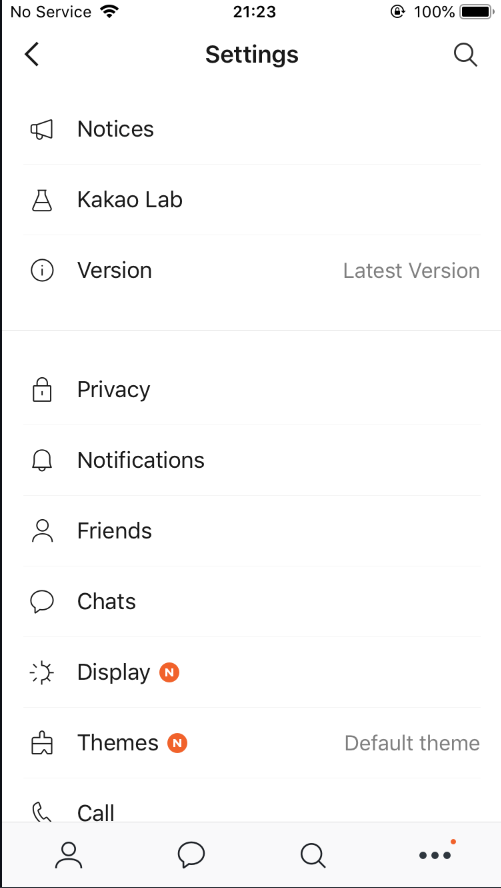 No Service 21:23 100%
Settings
Notices
Kakao Lab
Version Latest Version
Privacy
Notifications
Friends
Chats
Display N
Themes N Default theme
Call